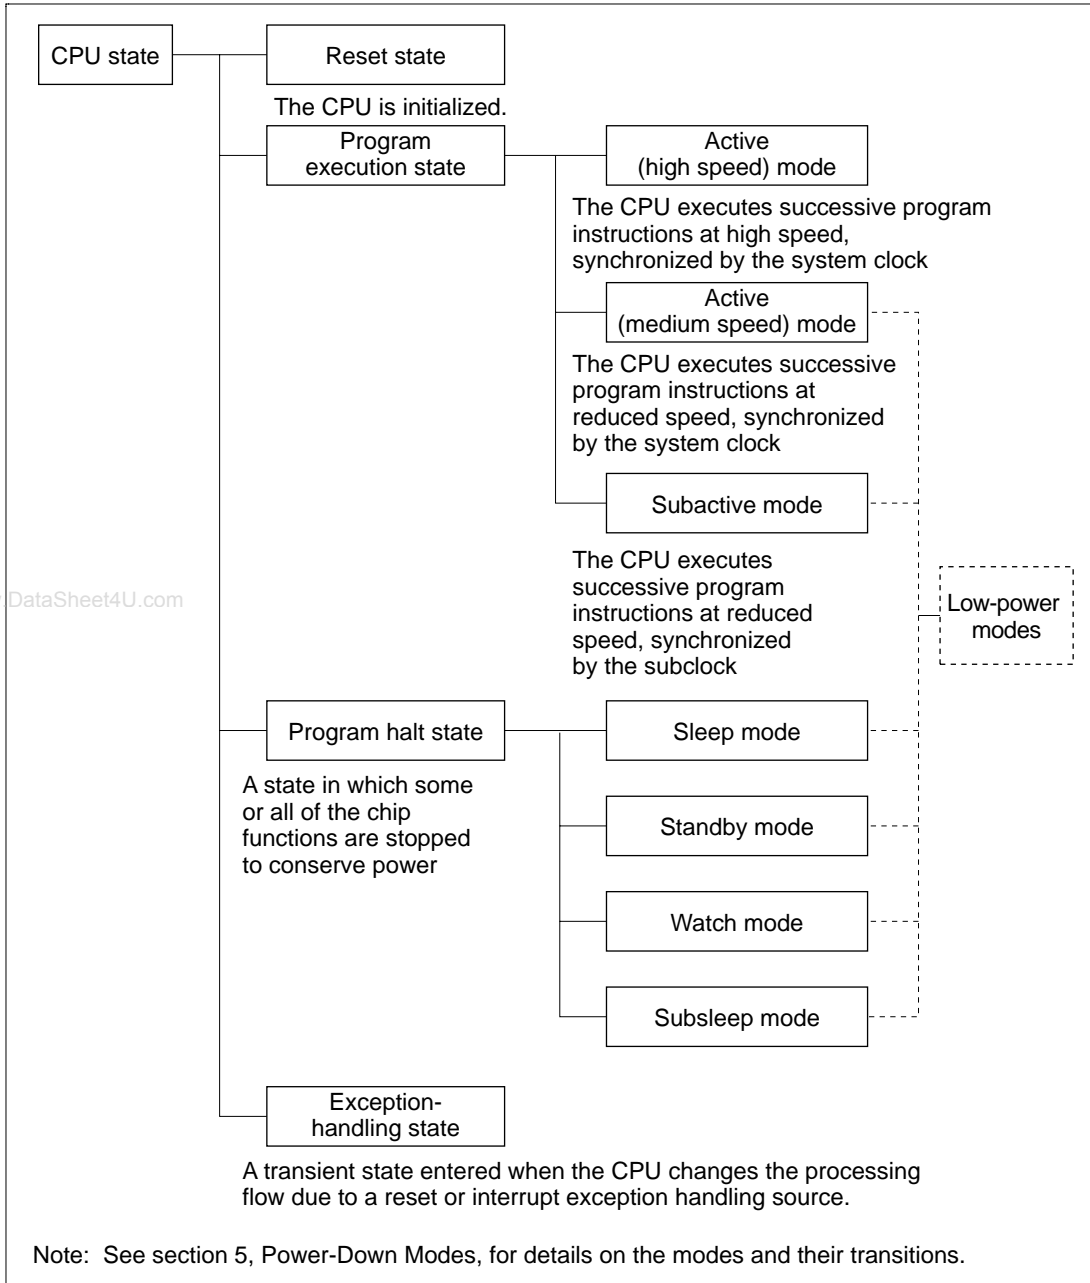 CPU state
Reset state
The CPU is initialized.
Program
execution state
Active
(high speed) mode
The CPU executes successive program
instructions at high speed,
synchronized by the system clock
Active
(medium speed) mode
The CPU executes successive
program instructions at
reduced speed, synchronized
by the system clock
Subactive mode
The CPU executes
successive program
instructions at reduced
speed, synchronized
by the subclock
Low-power
modes
.DataSheet4U.com
Program halt state
A state in which some
or all of the chip
functions are stopped
to conserve power
Sleep mode
Standby mode
Watch mode
Subsleep mode
Exception-
handling state
A transient state entered when the CPU changes the processing
flow due to a reset or interrupt exception handling source.
Note: See section 5, Power-Down Modes, for details on the modes and their transitions.